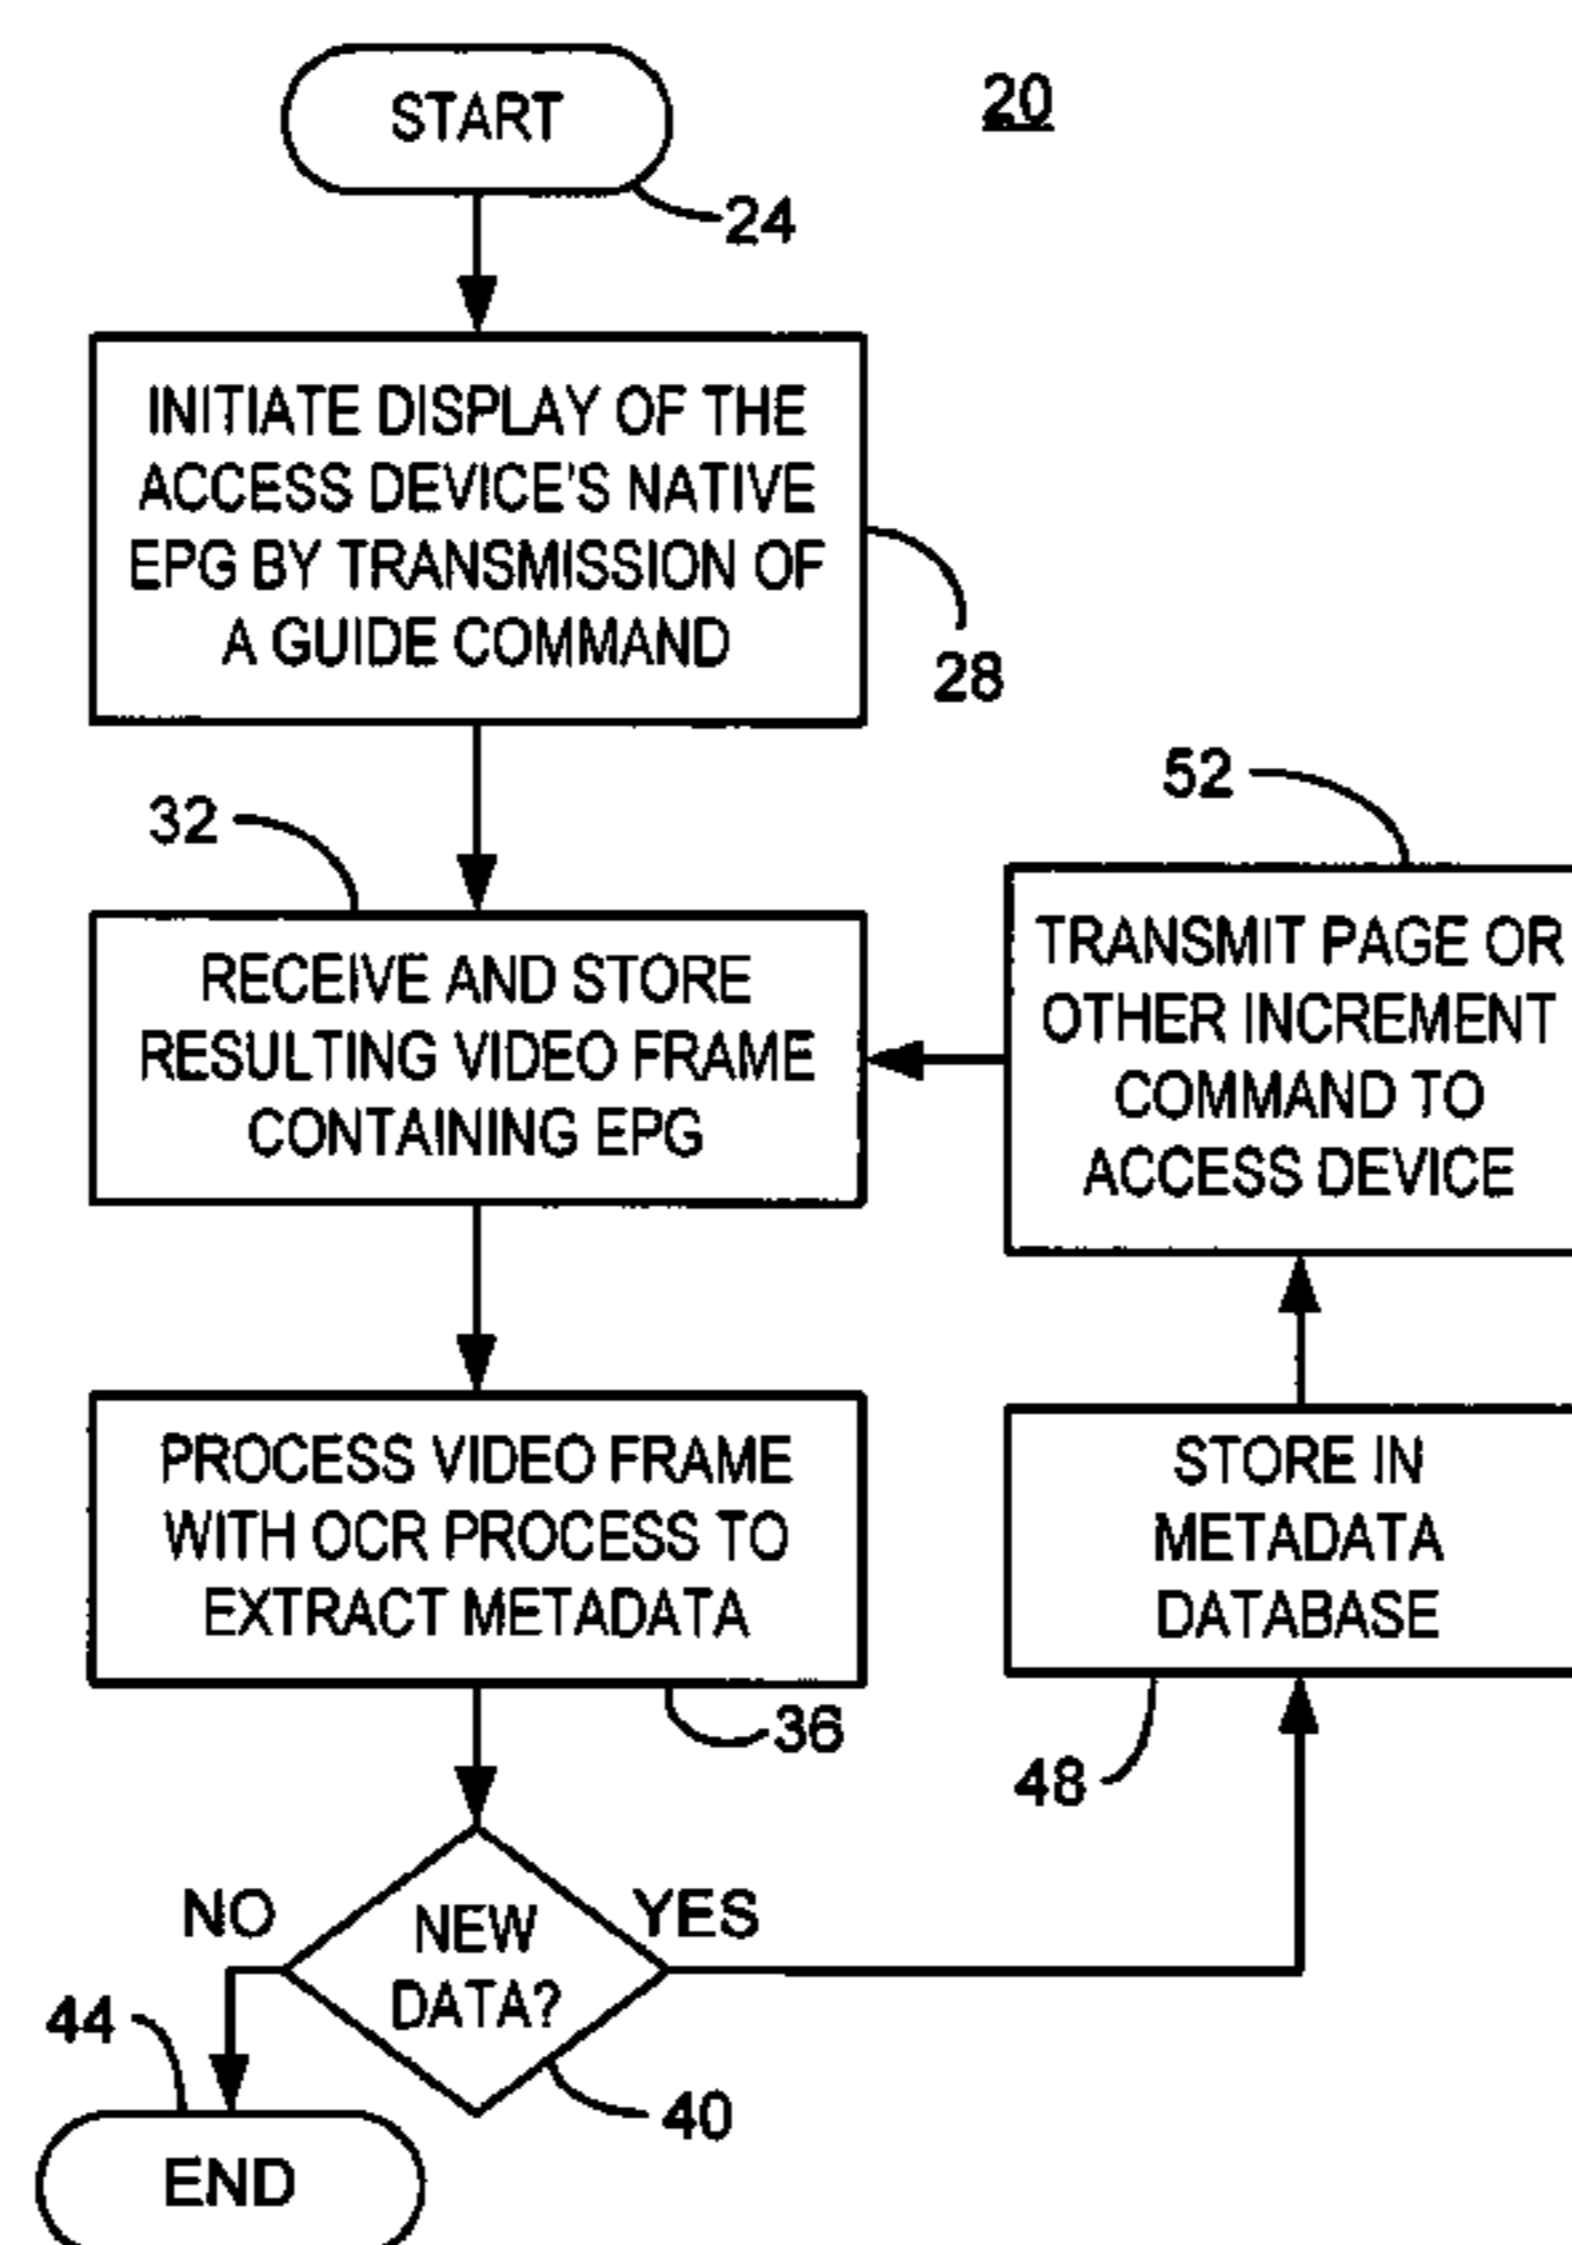 START
20
24
INITIATE DISPLAY OF THE
ACCESS DEVICE'S NATIVE
EPG BY TRANSMISSION OF
A GUIDE COMMAND
28
32
RECEIVE AND STORE
RESULTING VIDEO FRAME
CONTAINING EPG
52
TRANSMIT PAGE OR
OTHER INCREMENT
COMMAND TO
ACCESS DEVICE
PROCESS VIDEO FRAME
WITH OCR PROCESS TO
EXTRACT METADATA
36
STORE IN
METADATA
DATABASE
48
NO
NEW
DATA?
YES
40
44
END